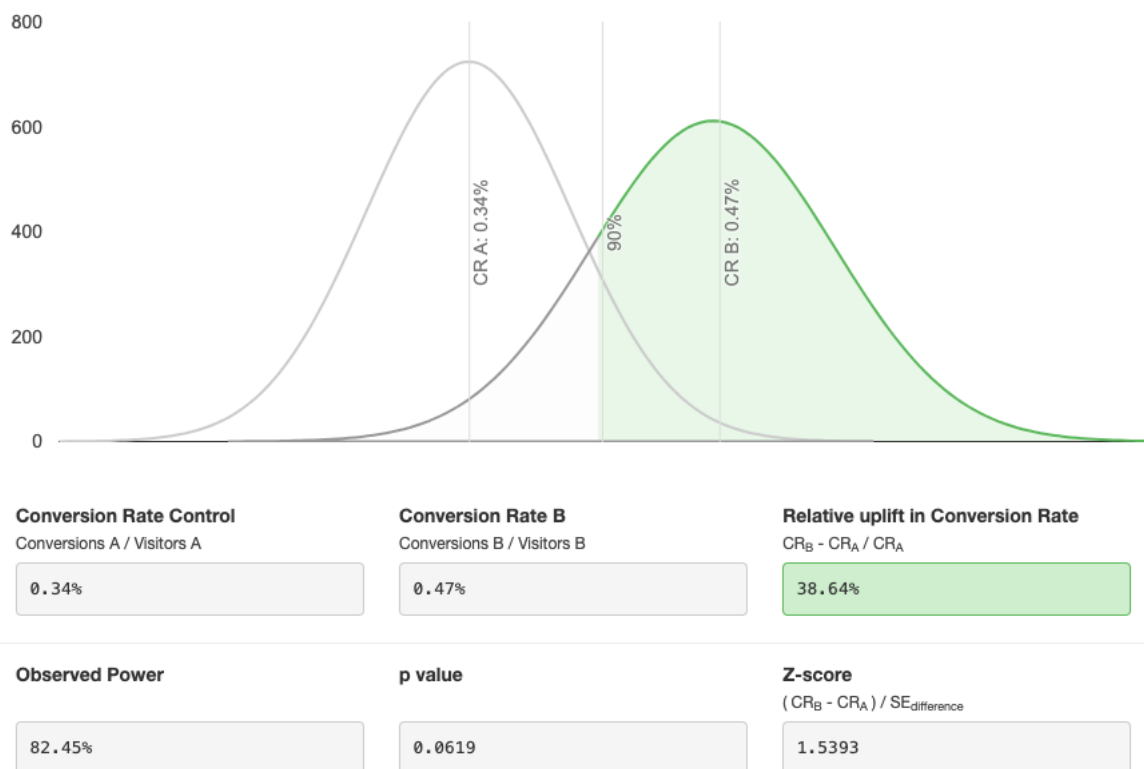 800
600
400
200
0
CR A: 0.34%
90%
CR B: 0.47%
Conversion Rate Control
Conversions A / Visitors A
0.34%
Conversion Rate B
Conversions B / Visitors B
0.47%
Relative uplift in Conversion Rate
CRB - CRA / CRA
38.64%
Observed Power
82.45%
p value
0.0619
Z-score
( CRB - CRA ) / SEdifference
1.5393